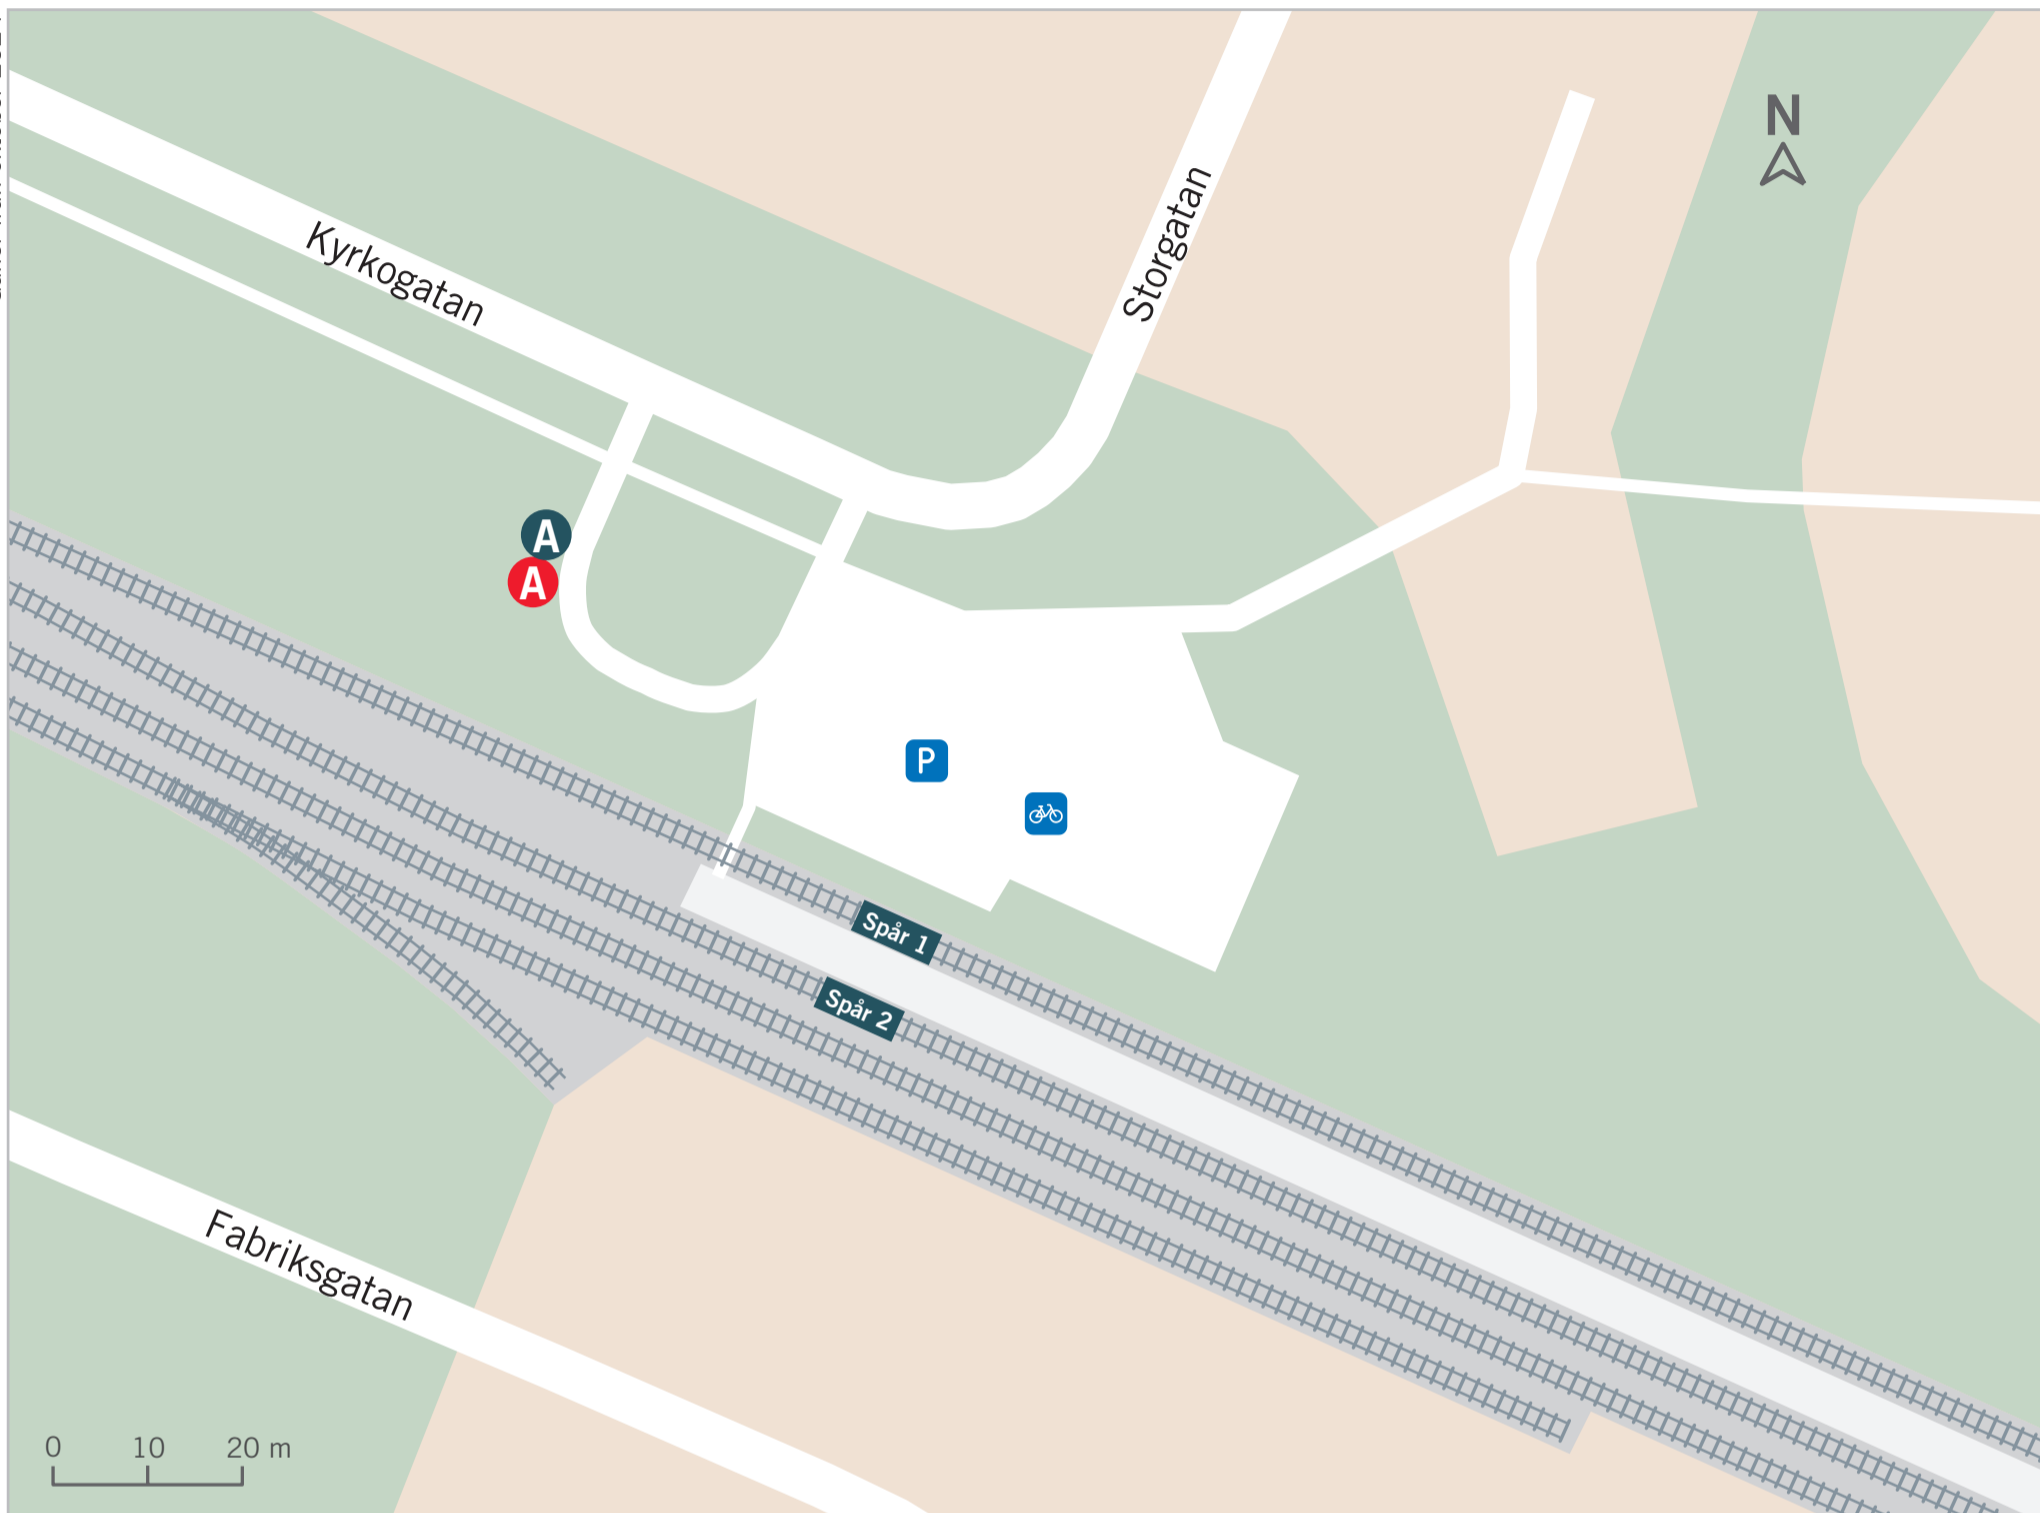 N
Kyrkogatan
Storgatan
A
A
P
Spår 1
Spår 2
Fabriksgatan
0 10 20 m